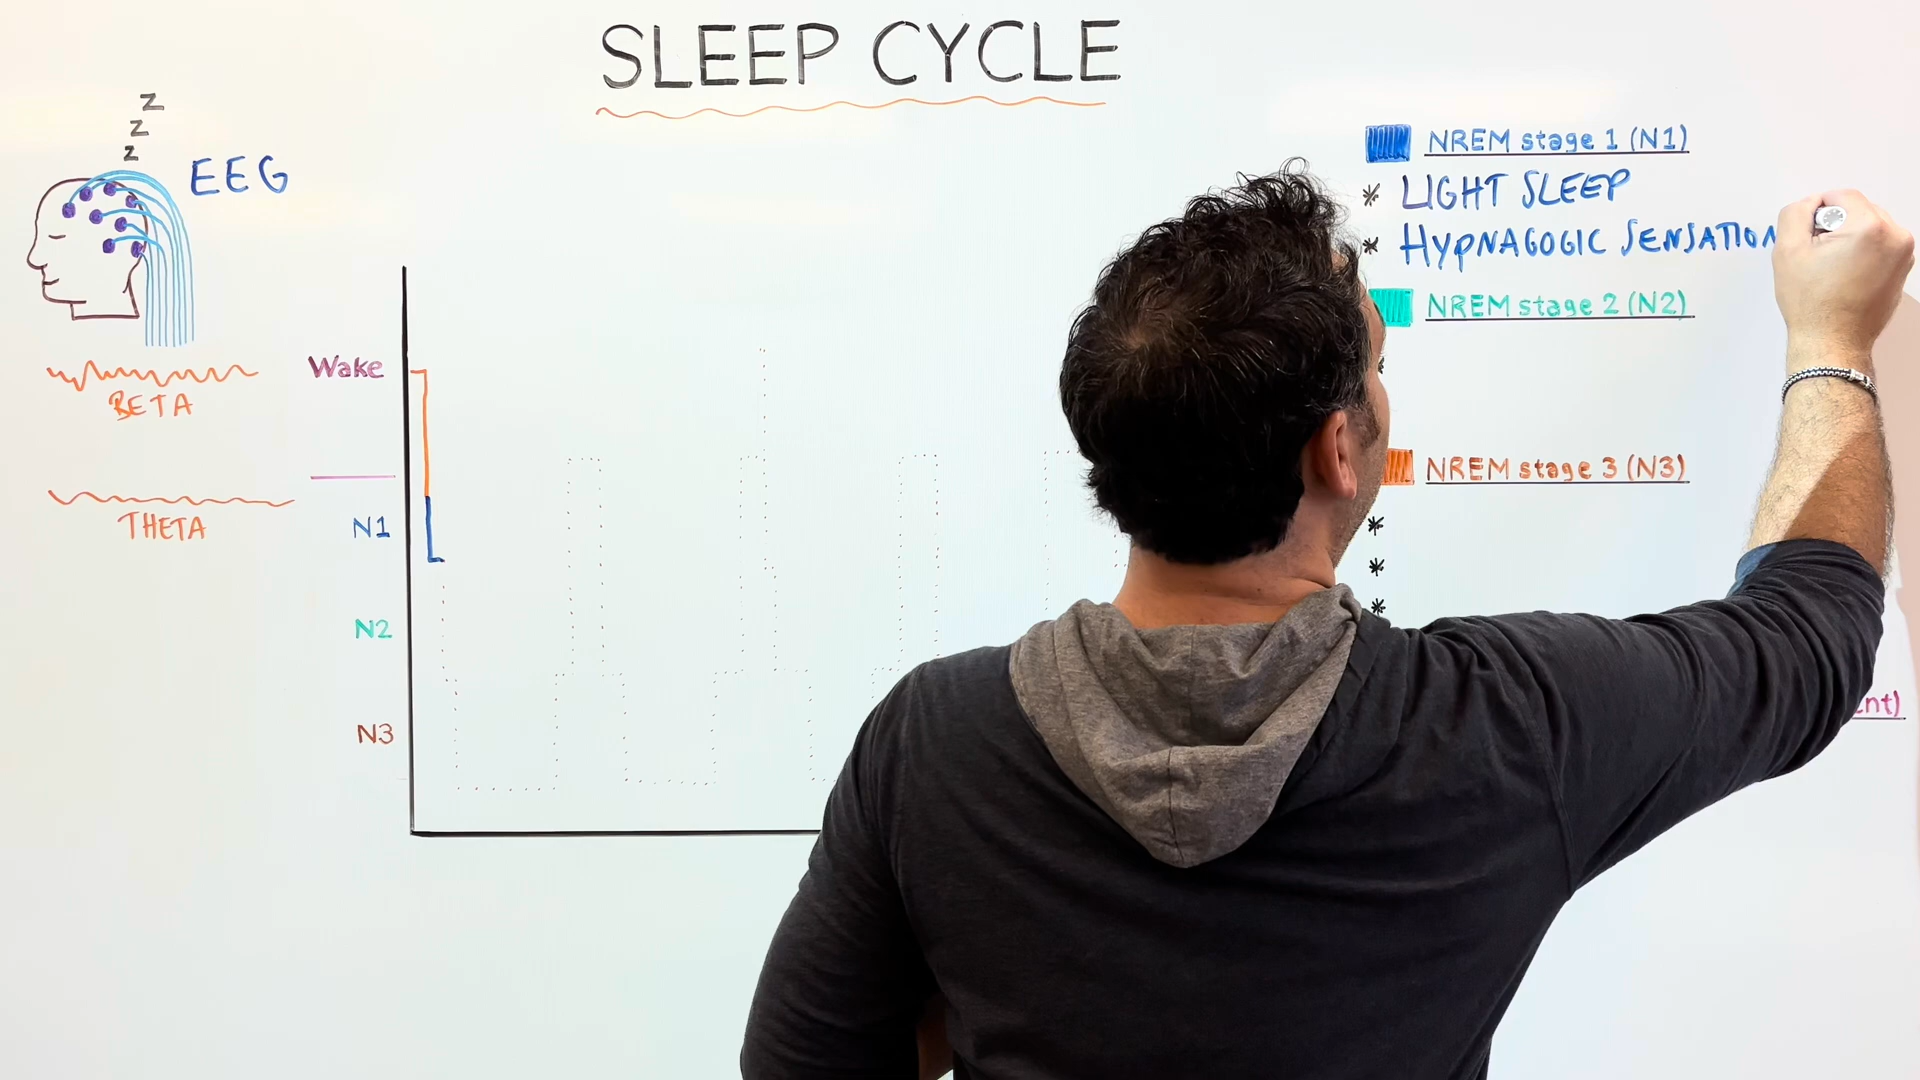 SLEEP CYCLE
z
z
z
EEG
BETA
THETA
Wake
N1
N2
N3
NREM stage 1 (N1)
* LIGHT SLEEP
* HYPNAGOGIC SENSATION
NREM stage 2 (N2)
NREM stage 3 (N3)
*
*
*